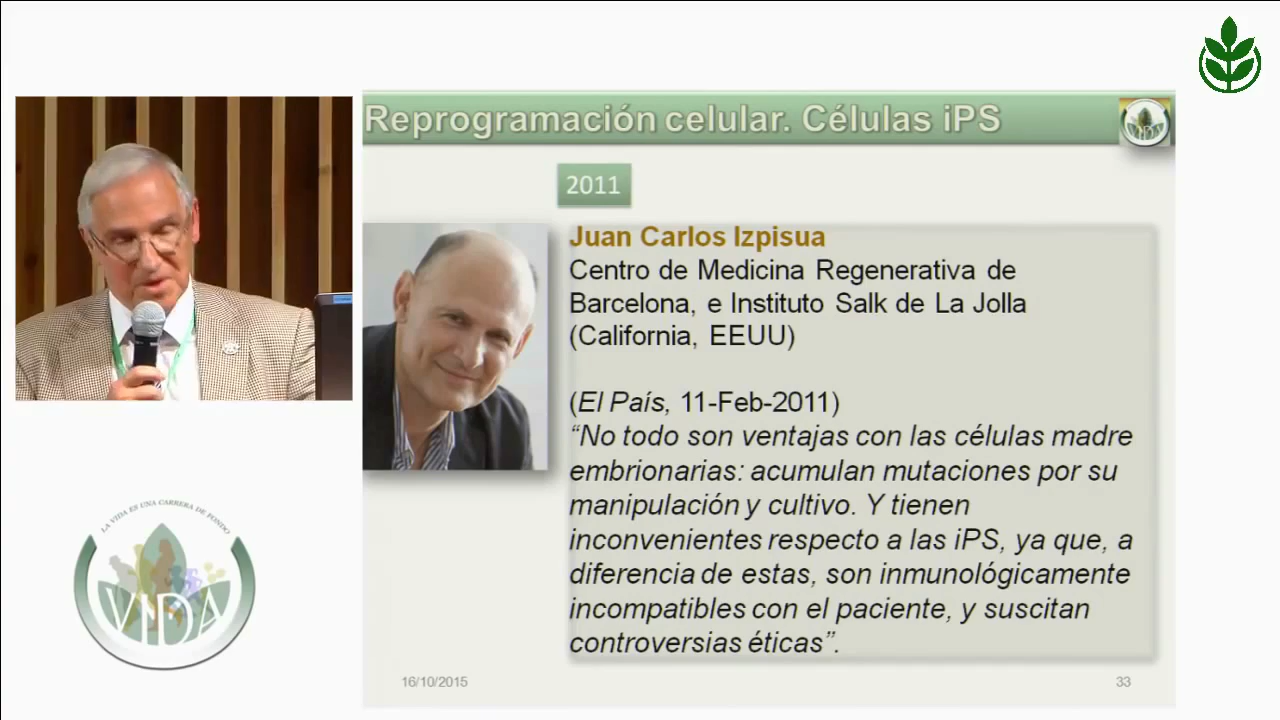 Reprogramación celular. Células iPS
VIDA
2011
Juan Carlos Izpisua
Centro de Medicina Regenerativa de
Barcelona, e Instituto Salk de La Jolla
(California, EEUU)
(El País, 11-Feb-2011)
“No todo son ventajas con las células madre
embrionarias: acumulan mutaciones por su
manipulación y cultivo. Y tienen
inconvenientes respecto a las iPS, ya que, a
diferencia de estas, son inmunológicamente
incompatibles con el paciente, y suscitan
controversias éticas”.
LA VIDA ES UNA CARRERA DE FONDO
VIDA
16/10/2015
33